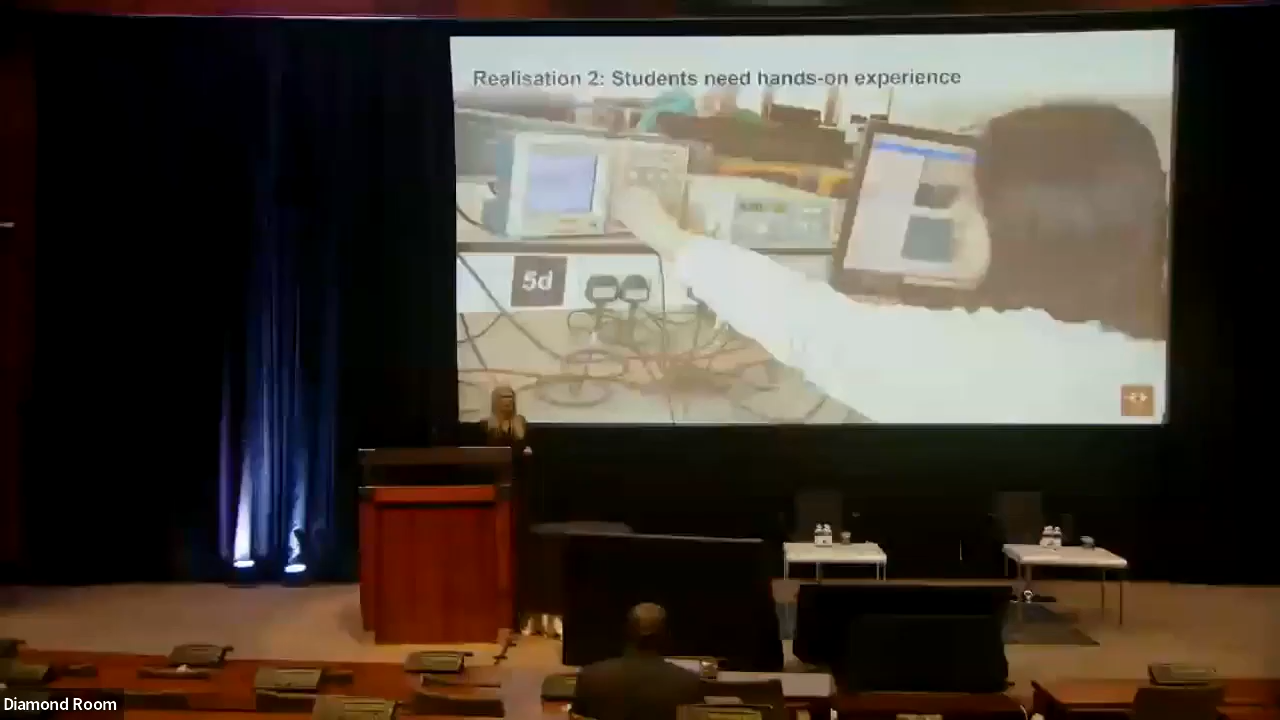 Realisation 2: Students need hands-on experience
5d
Diamond Room